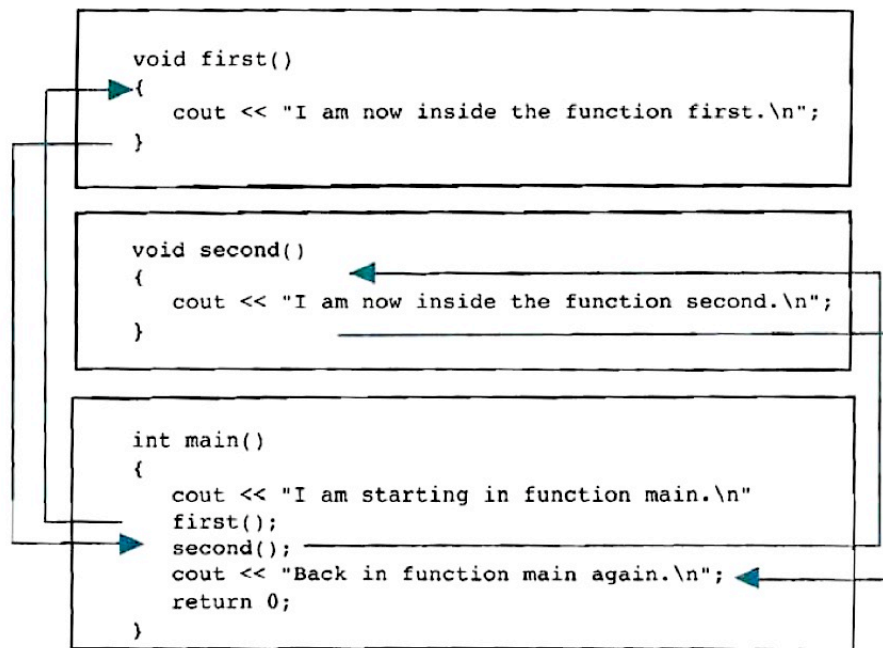 void first()
{
cout << "I am now inside the function first.\n";
}
void second()
{
cout << "I am now inside the function second.\n";
}
int main()
{
cout << "I am starting in function main.\n"
first();
second();
cout << "Back in function main again.\n";
return 0;
}